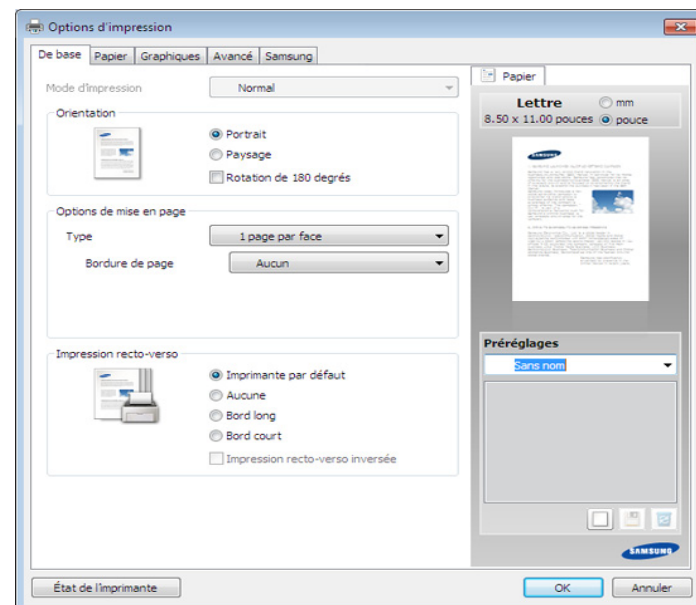 Options d'impression
De base Papier Graphiques Avancé Samsung
Mode d'impression Normal
Orientation
Portrait
Paysage
Rotation de 180 degrés
Options de mise en page
Type 1 page par face
Bordure de page Aucun
Impression recto-verso
Imprimante par défaut
Aucune
Bord long
Bord court
Impression recto-verso inversée
Papier
Lettre mm
8.50 x 11.00 pouces pouce
SAMSUNG
Préréglages
Sans nom
SAMSUNG
État de l'imprimante OK Annuler